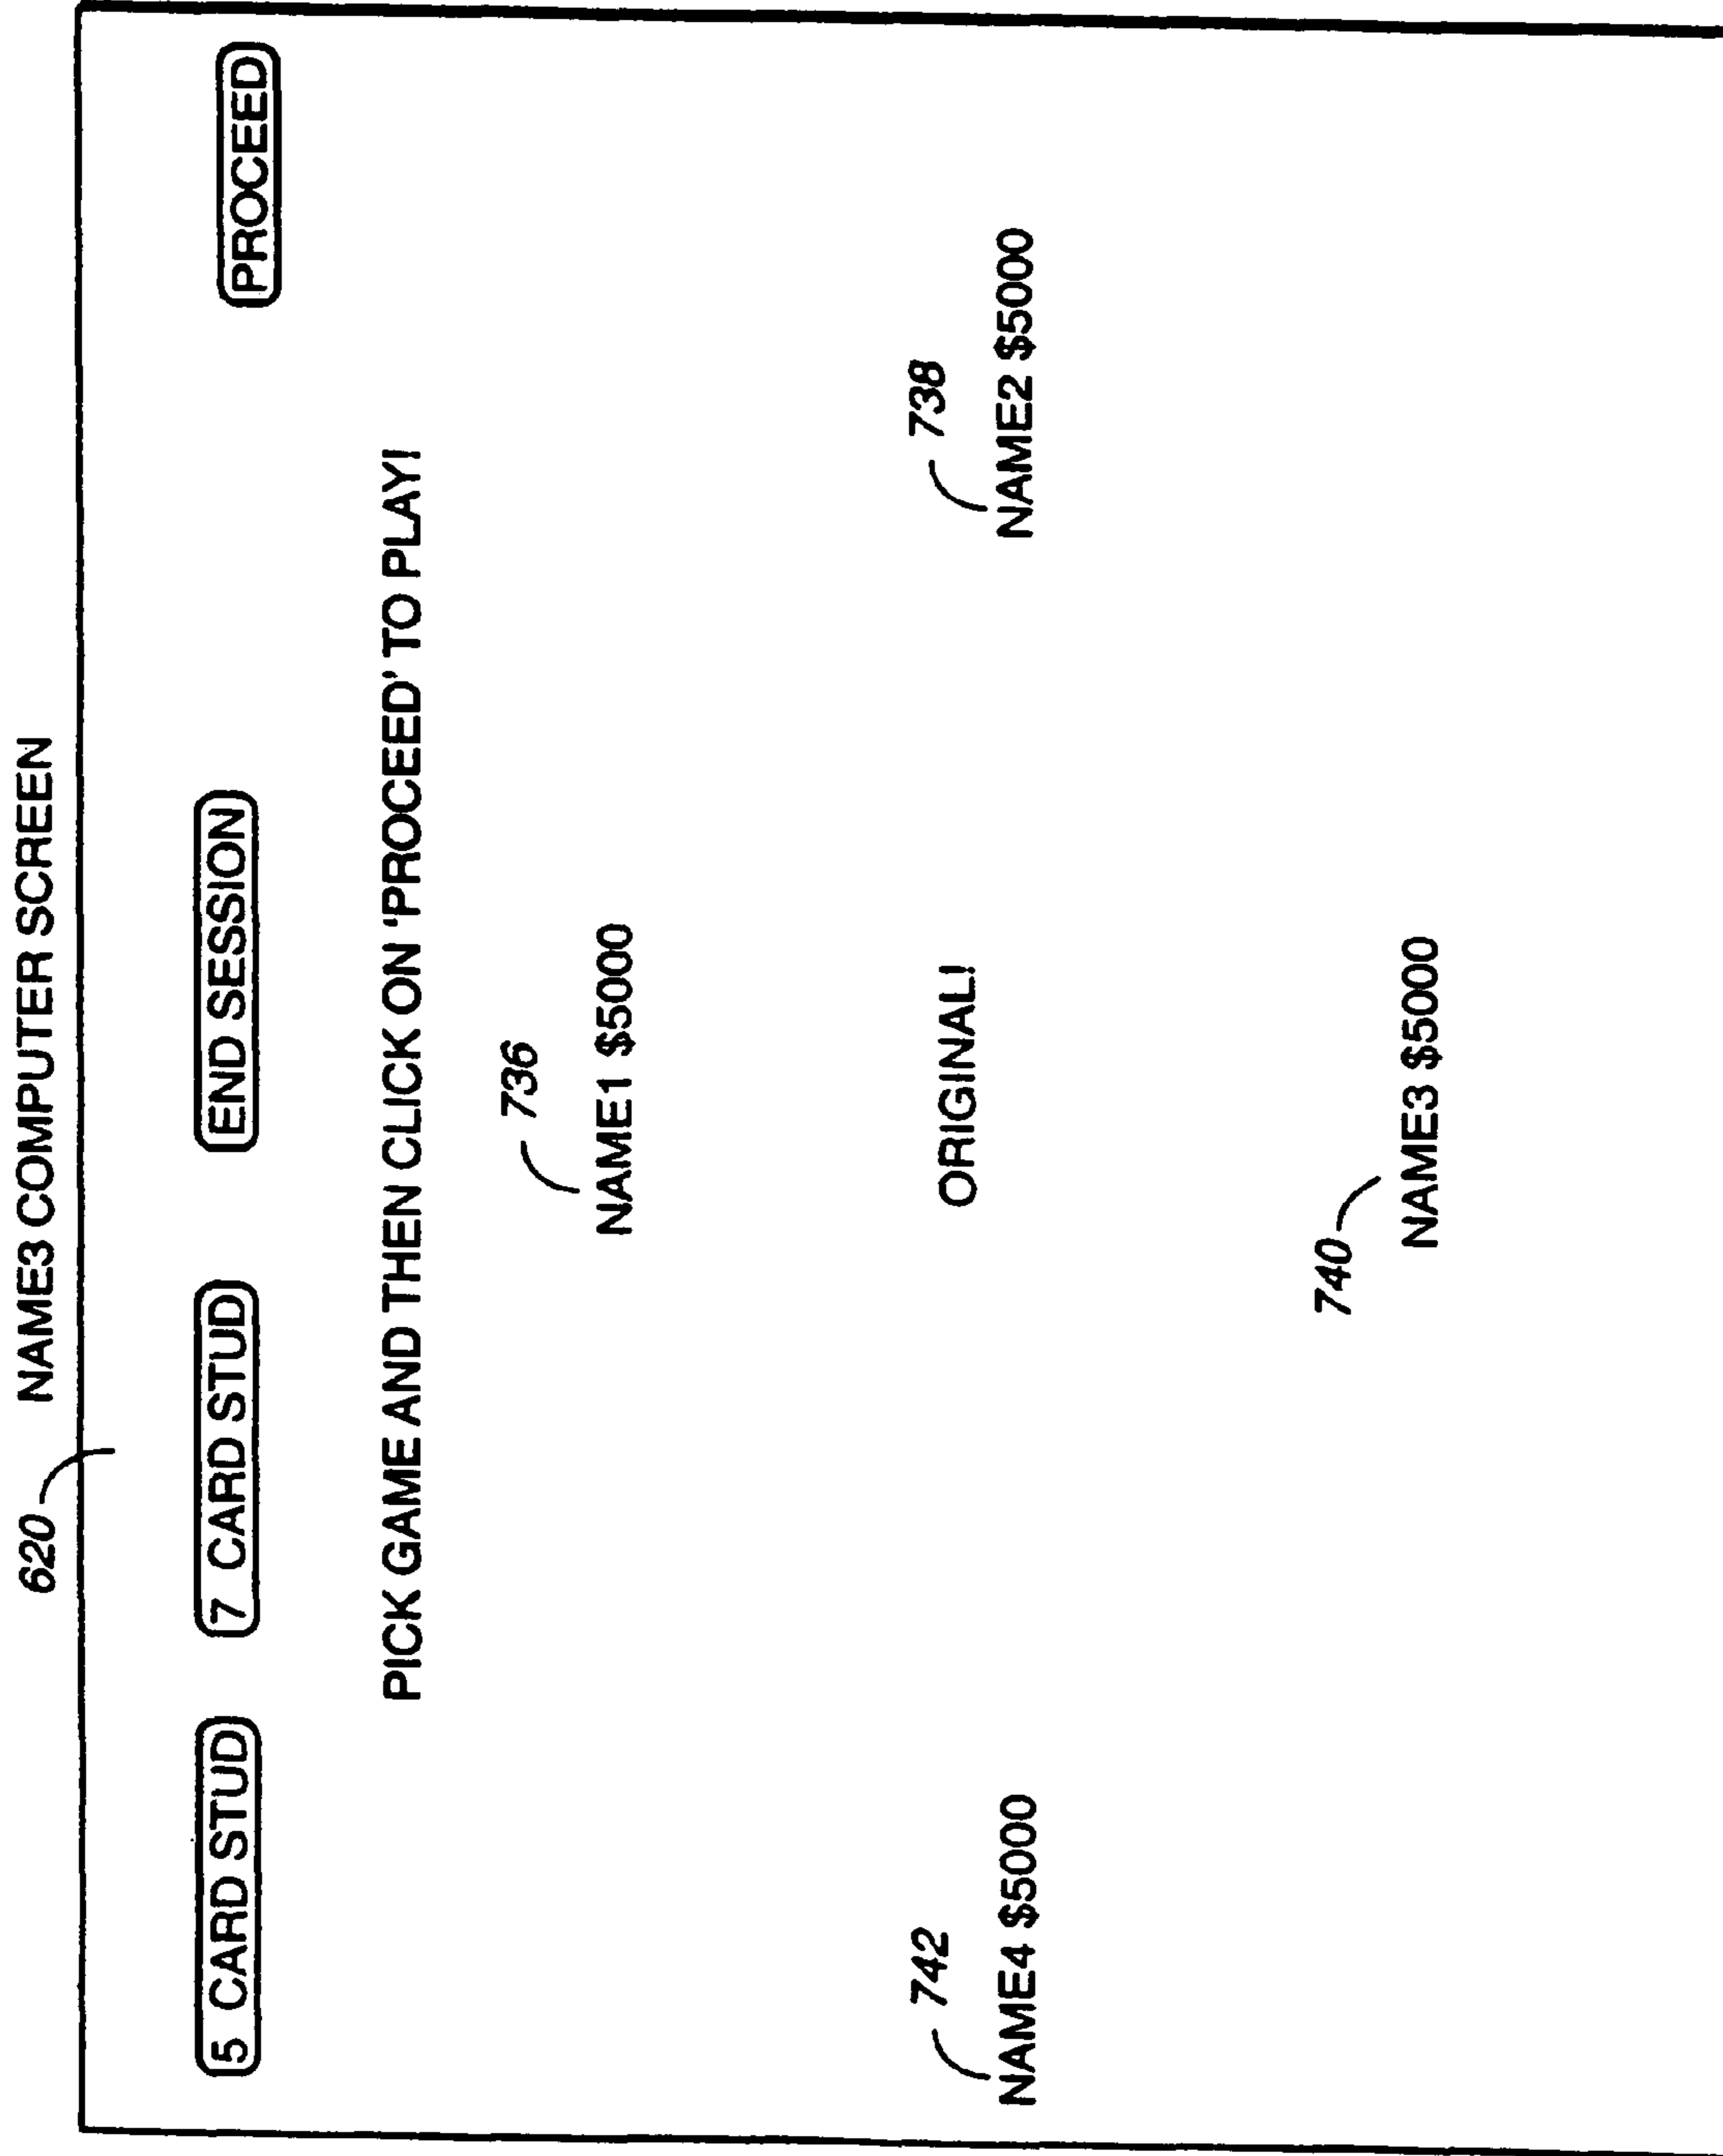 NAME3 COMPUTER SCREEN
620
5 CARD STUD
7 CARD STUD
END SESSION
PROCEED
PICK GAME AND THEN CLICK ON 'PROCEED' TO PLAY!
736
NAME1 $5000
742
738
ORIGINAL!
NAME4 $5000
NAME2 $5000
740
NAME3 $5000